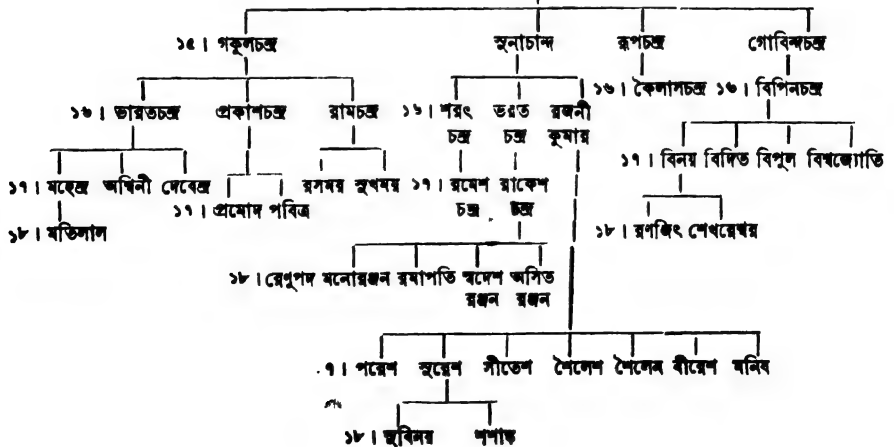 ১৫। গকুলচন্দ্র সুনাচান্দ রূপচন্দ্র গোবিন্দচন্দ্র
১৬। ভারতচন্দ্র প্রকাশচন্দ্র রামচন্দ্র ১৬। শরৎ ভরত রজনী ১৬। কৈলাসচন্দ্র ১৬। বিপিনচন্দ্র
চন্দ্র চন্দ্র কুমার
১৭। মহেন্দ্র অশ্বিনী দেবেন্দ্র রসময় সুখময় ১৭। রমেশ রাকেশ ১৭। বিনয় বিদিত বিপুল বিশ্বজ্যোতি
১৭। প্রমোদ পবিত্র চন্দ্র চন্দ্র
১৮। মতিলাল ১৮। রণজিৎ শেখরেশ্বর
১৮। রেণুপদ মনোরঞ্জন রমাপতি স্বদেশ অসিত
রঞ্জন রঞ্জন
৭। পরেশ সুরেশ সীতেশ শৈলেশ শৈলেন বীরেশ মনিষ
১৮। সুবিনয় শশাঙ্ক